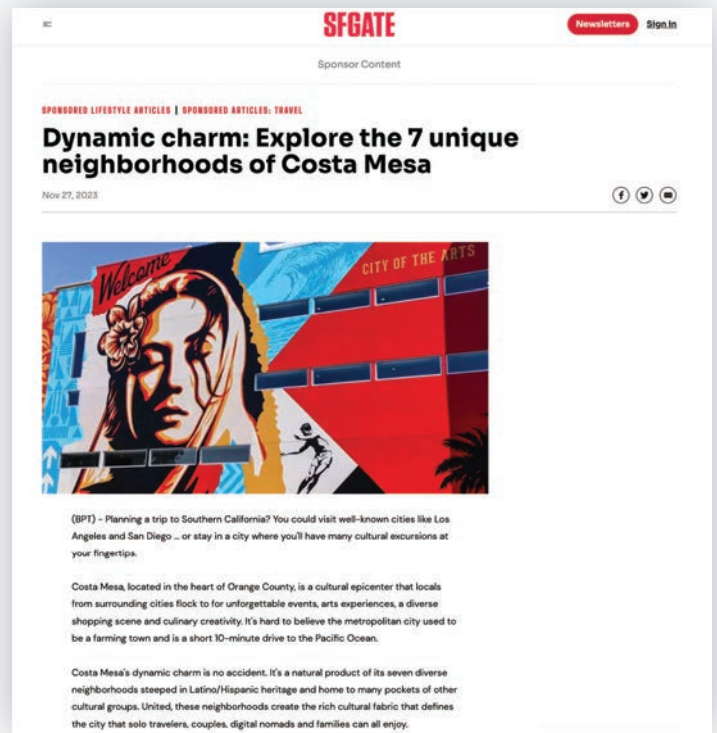 SFGATE
Newsletters
Sign In
Sponsor Content
SPONSORED LIFESTYLE ARTICLES | SPONSORED ARTICLES: TRAVEL
Dynamic charm: Explore the 7 unique
neighborhoods of Costa Mesa
Nov 27, 2023
Welcome
CITY OF THE ARTS
(BPT) - Planning a trip to Southern California? You could visit well-known cities like Los
Angeles and San Diego ... or stay in a city where you'll have many cultural excursions at
your fingertips.
Costa Mesa, located in the heart of Orange County, is a cultural epicenter that locals
from surrounding cities flock to for unforgettable events, arts experiences, a diverse
shopping scene and culinary creativity. It's hard to believe the metropolitan city used to
be a farming town and is a short 10-minute drive to the Pacific Ocean.
Costa Mesa's dynamic charm is no accident. It's a natural product of its seven diverse
neighborhoods steeped in Latino/Hispanic heritage and home to many pockets of other
cultural groups. United, these neighborhoods create the rich cultural fabric that defines
the city that solo travelers, couples, digital nomads and families can all enjoy.